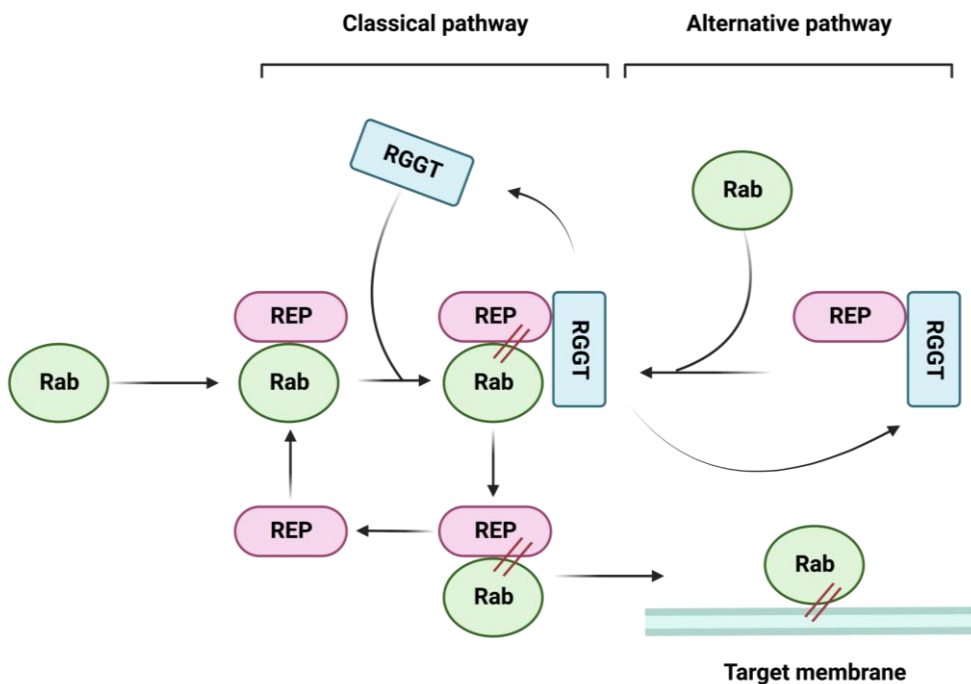 Classical pathway
Alternative pathway
RGGT
Rab
REP
REP
RGGT
REP
RGGT
Rab
Rab
Rab
REP
REP
Rab
Rab
Target membrane